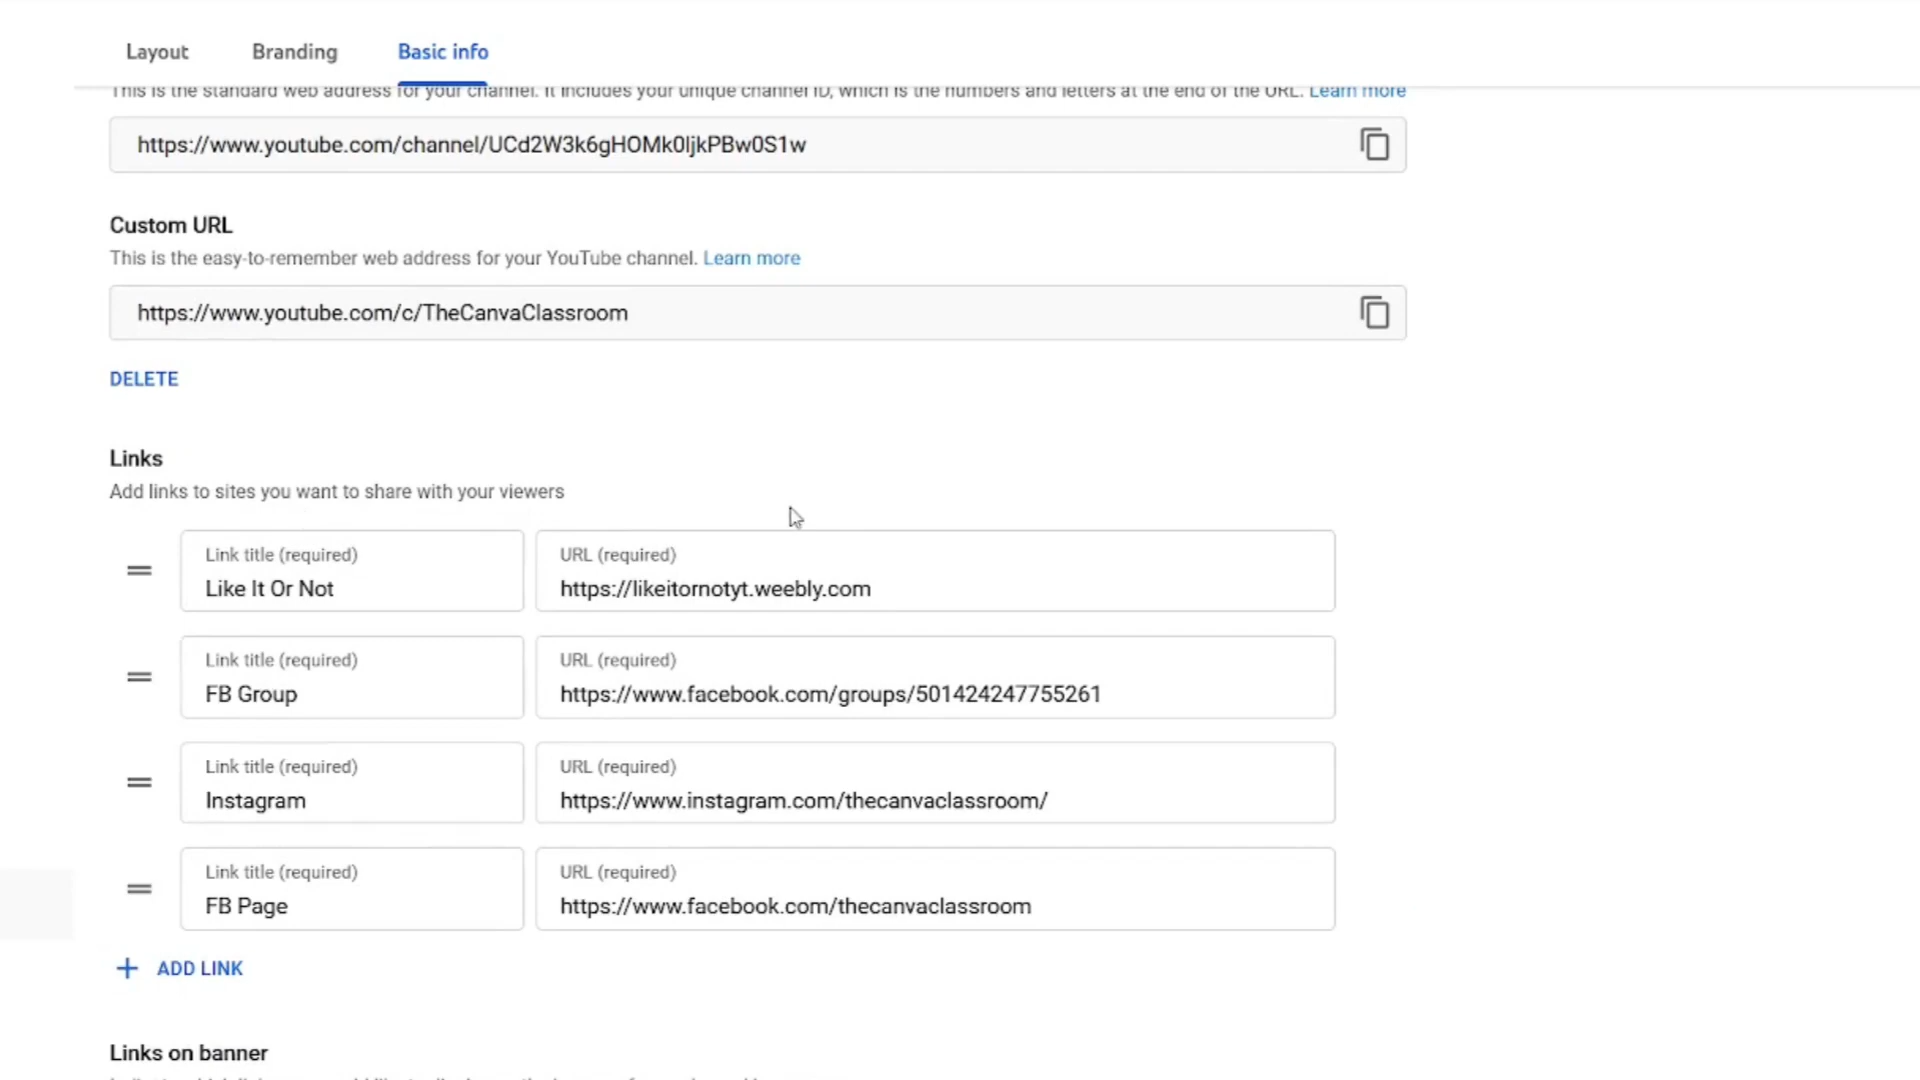 Layout Branding Basic info
This is the standard web address for your channel. It includes your unique channel ID, which is the numbers and letters at the end of the URL. Learn more
https://www.youtube.com/channel/UCd2W3k6gHOMk0ljkPBw0S1w
Custom URL
This is the easy-to-remember web address for your YouTube channel. Learn more
https://www.youtube.com/c/TheCanvaClassroom
DELETE
Links
Add links to sites you want to share with your viewers
Link title (required) URL (required)
Like It Or Not https://likeitornotyt.weebly.com
Link title (required) URL (required)
FB Group https://www.facebook.com/groups/501424247755261
Link title (required) URL (required)
Instagram https://www.instagram.com/thecanvaclassroom/
Link title (required) URL (required)
FB Page https://www.facebook.com/thecanvaclassroom
ADD LINK
Links on banner